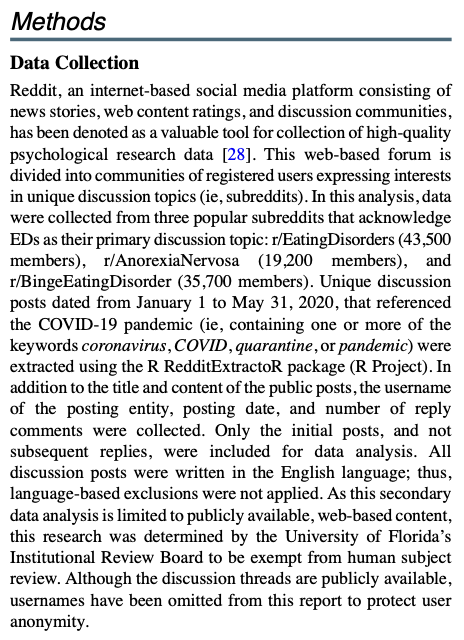 Methods
Data Collection
Reddit, an internet-based social media platform consisting of
news stories, web content ratings, and discussion communities,
has been denoted as a valuable tool for collection of high-quality
psychological research data [28]. This web-based forum is
divided into communities of registered users expressing interests
in unique discussion topics (ie, subreddits). In this analysis, data
were collected from three popular subreddits that acknowledge
EDs as their primary discussion topic: r/EatingDisorders (43,500
members), r/AnorexiaNervosa (19,200 members), and
r/BingeEatingDisorder (35,700 members). Unique discussion
posts dated from January 1 to May 31, 2020, that referenced
the COVID-19 pandemic (ie, containing one or more of the
keywords coronavirus, COVID, quarantine, or pandemic) were
extracted using the R RedditExtractoR package (R Project). In
addition to the title and content of the public posts, the username
of the posting entity, posting date, and number of reply
comments were collected. Only the initial posts, and not
subsequent replies, were included for data analysis. All
discussion posts were written in the English language; thus,
language-based exclusions were not applied. As this secondary
data analysis is limited to publicly available, web-based content,
this research was determined by the University of Florida's
Institutional Review Board to be exempt from human subject
review. Although the discussion threads are publicly available,
usernames have been omitted from this report to protect user
anonymity.